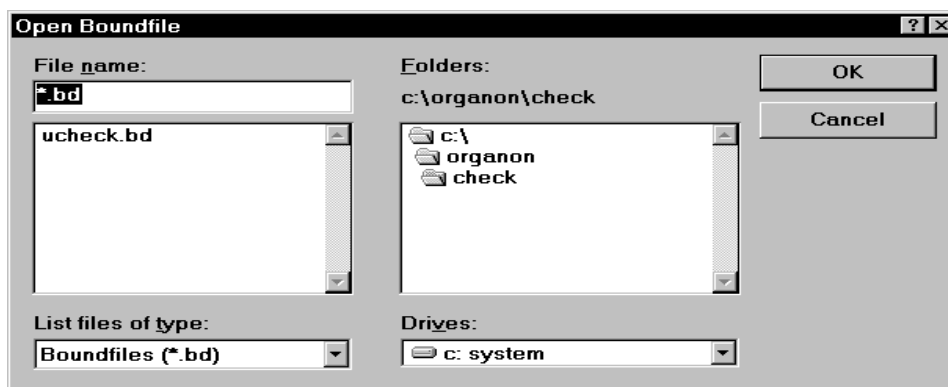 Open Boundfile
File name:
*.bd
ucheck.bd
List files of type:
Boundfiles (*.bd)
Folders:
c:\organon\check
c:\
organon
check
Drives:
c: system
OK
Cancel